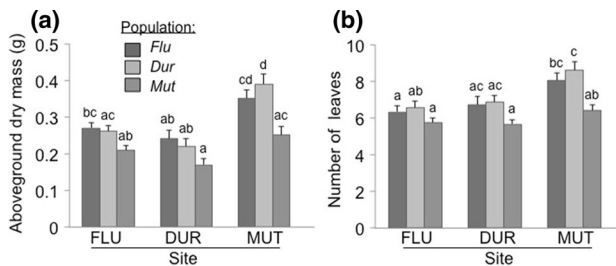 (a)
Population:
Flu
Dur
Mut
Aboveground dry mass (g)
0.5
0.4
0.3
0.2
0.1
0
bc ac ab ab ab a cd d ac
FLU DUR MUT
Site
(b)
Number of leaves
10
8
6
4
2
0
a ab a ac ac a bc c ab
FLU DUR MUT
Site